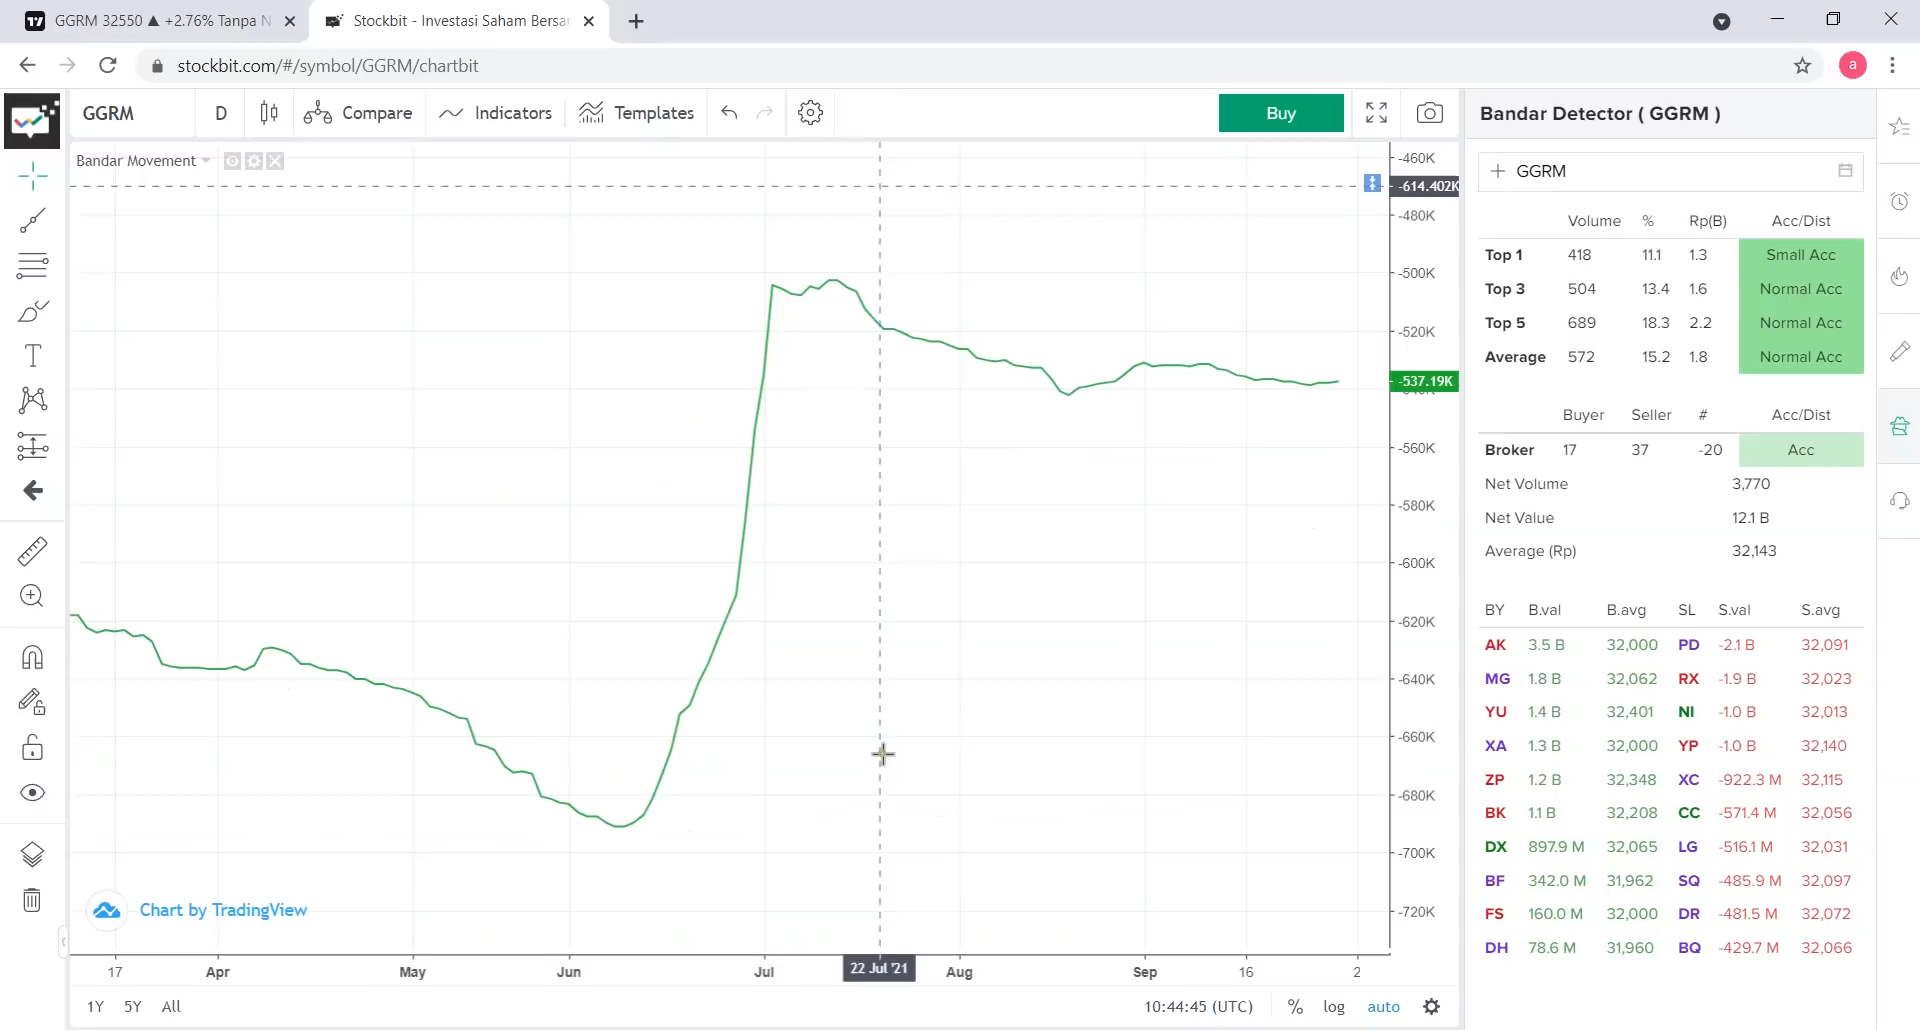 GGRM 32550 ▲ +2.76% Tanpa N
Stockbit - Investasi Saham Bersar
stockbit.com/#/symbol/GGRM/chartbit
a
GGRM
D
Compare
Indicators
Templates
Buy
Bandar Movement
-460K
-614.402K
-480K
-500K
-520K
-537.19K
-560K
-580K
-600K
-620K
-640K
-660K
-680K
-700K
-720K
Chart by TradingView
17 Apr May Jun Jul 22 Jul '21 Aug Sep 16 2
1Y 5Y All
10:44:45 (UTC) % log auto
Bandar Detector ( GGRM )
GGRM
Volume % Rp(B) Acc/Dist
Top 1 418 11.1 1.3 Small Acc
Top 3 504 13.4 1.6 Normal Acc
Top 5 689 18.3 2.2 Normal Acc
Average 572 15.2 1.8 Normal Acc
Buyer Seller # Acc/Dist
Broker 17 37 -20 Acc
Net Volume 3,770
Net Value 12.1 B
Average (Rp) 32,143
BY B.val B.avg SL S.val S.avg
AK 3.5 B 32,000 PD -2.1 B 32,091
MG 1.8 B 32,062 RX -1.9 B 32,023
YU 1.4 B 32,401 NI -1.0 B 32,013
XA 1.3 B 32,000 YP -1.0 B 32,140
ZP 1.2 B 32,348 XC -922.3 M 32,115
BK 1.1 B 32,208 CC -571.4 M 32,056
DX 897.9 M 32,065 LG -516.1 M 32,031
BF 342.0 M 31,962 SQ -485.9 M 32,097
FS 160.0 M 32,000 DR -481.5 M 32,072
DH 78.6 M 31,960 BQ -429.7 M 32,066